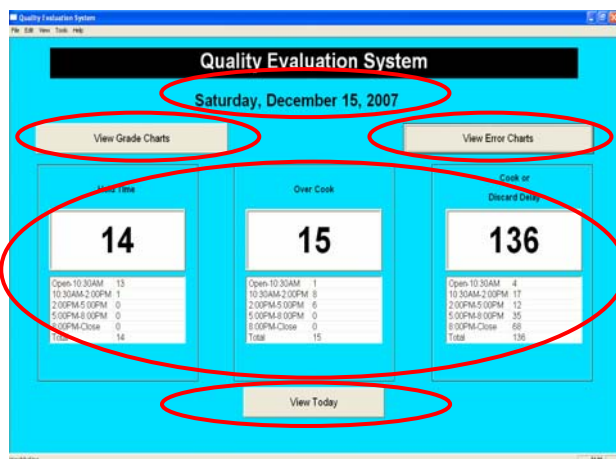 Quality Evaluation System
File Edit View Tools Help
Quality Evaluation System
Saturday, December 15, 2007
View Grade Charts
View Error Charts
Hold Time
14
Open-10:30AM 13
10:30AM-2:00PM 1
2:00PM-5:00PM 0
5:00PM-8:00PM 0
8:00PM-Close 0
Total 14
Over Cook
15
Open-10:30AM 1
10:30AM-2:00PM 8
2:00PM-5:00PM 6
5:00PM-8:00PM 0
8:00PM-Close 0
Total 15
Cook or
Discard Delay
136
Open-10:30AM 4
10:30AM-2:00PM 17
2:00PM-5:00PM 12
5:00PM-8:00PM 35
8:00PM-Close 68
Total 136
View Today